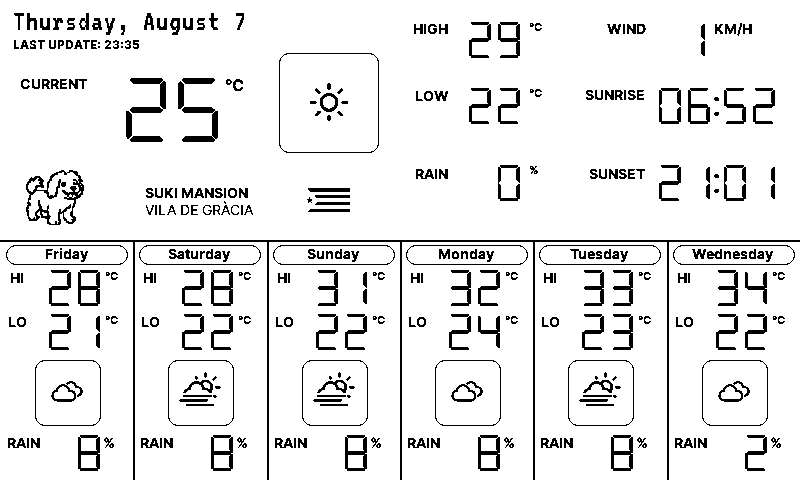 Thursday, August 7
LAST UPDATE: 23:35
CURRENT 25 °C
SUKI MANSION
VILA DE GRÀCIA
HIGH 29 °C
LOW 22 °C
RAIN 0 %
WIND 1 KM/H
SUNRISE 06:52
SUNSET 21:01
Friday
HI 28 °C
LO 21 °C
RAIN 8 %
Saturday
HI 28 °C
LO 22 °C
RAIN 8 %
Sunday
HI 31 °C
LO 22 °C
RAIN 8 %
Monday
HI 32 °C
LO 24 °C
RAIN 8 %
Tuesday
HI 33 °C
LO 23 °C
RAIN 8 %
Wednesday
HI 34 °C
LO 22 °C
RAIN 2 %